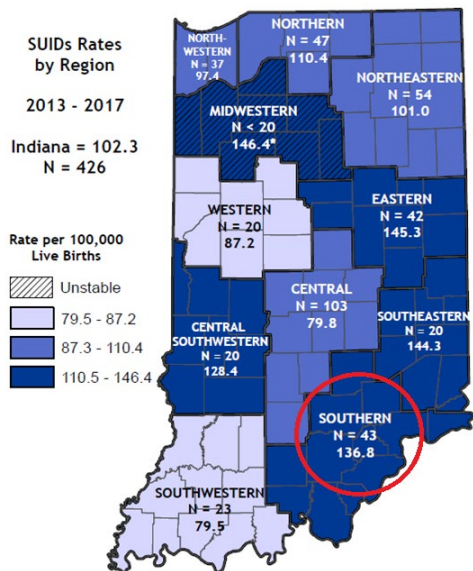 SUIDs Rates
by Region
2013 - 2017
Indiana = 102.3
N = 426
NORTH-
WESTERN
N = 37
97.4
NORTHERN
N = 47
110.4
NORTHEASTERN
N = 54
101.0
MIDWESTERN
N < 20
146.4*
WESTERN
N = 20
87.2
EASTERN
N = 42
145.3
CENTRAL
N = 103
79.8
SOUTHEASTERN
N = 20
144.3
CENTRAL
SOUTHWESTERN
N = 20
128.4
SOUTHERN
N = 43
136.8
SOUTHWESTERN
N = 23
79.5
Rate per 100,000
Live Births
Unstable
79.5 - 87.2
87.3 - 110.4
110.5 - 146.4